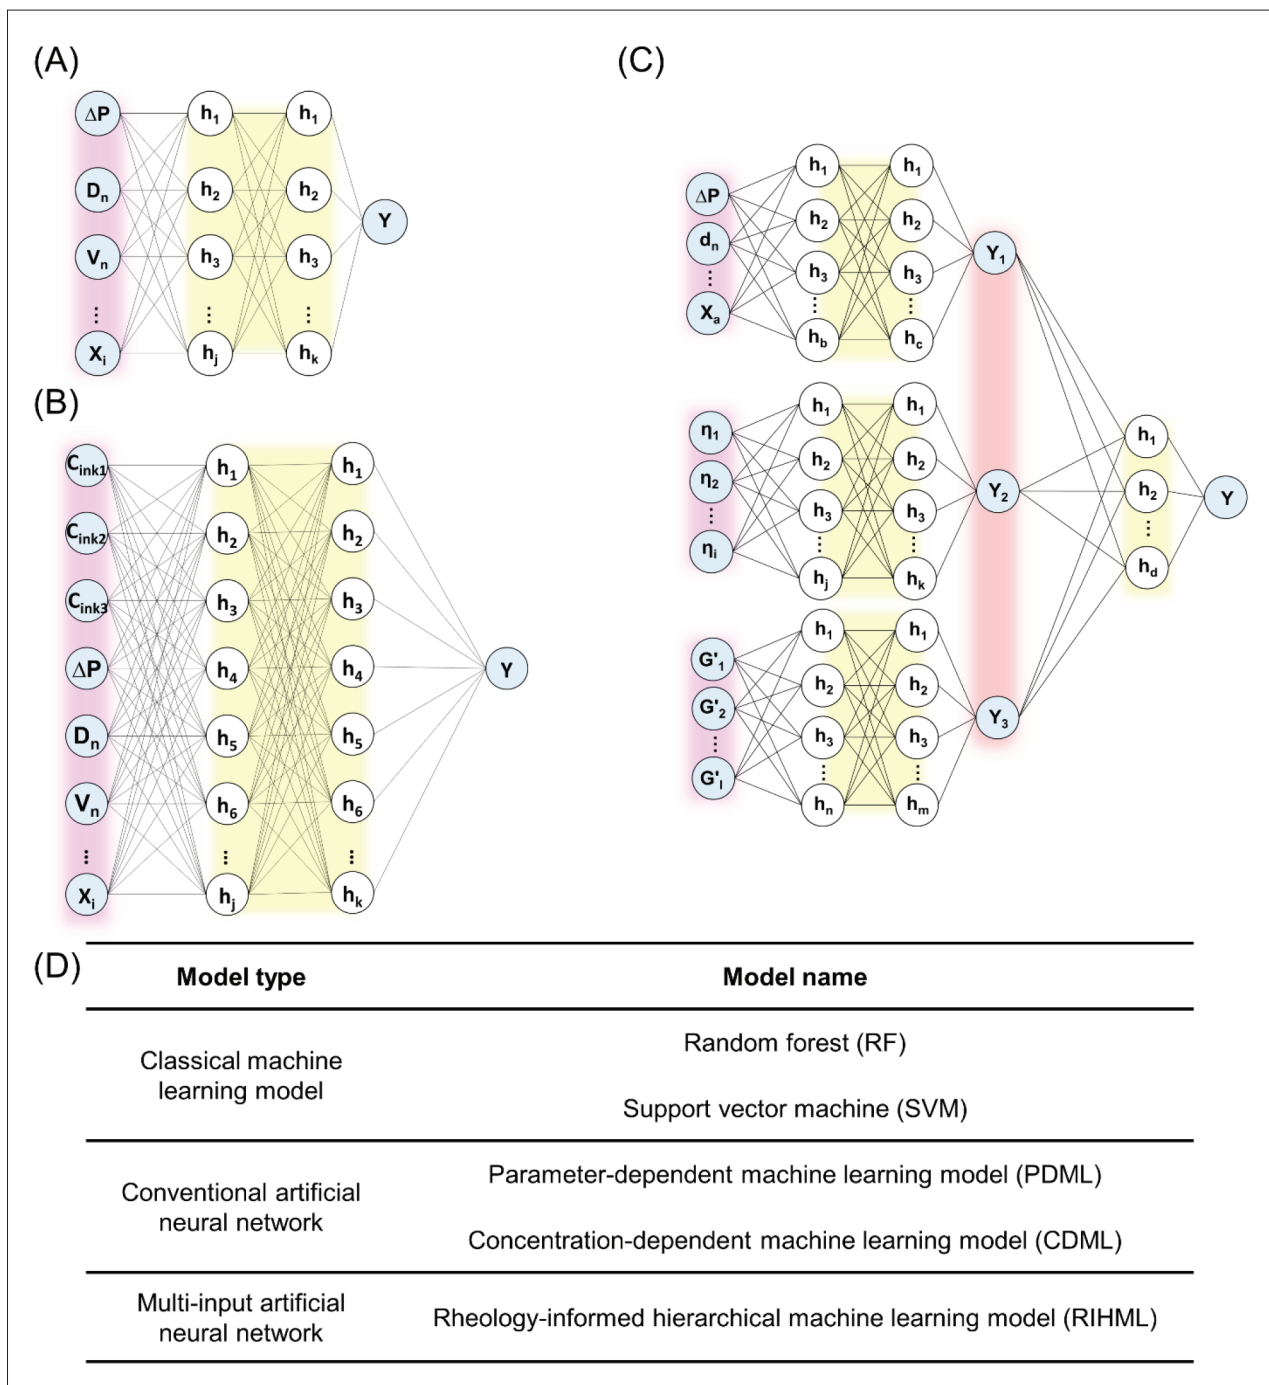 (A)
ΔP h1 h1
Dn h2 h2
Y
Vn h3 h3
⋮ ⋮ ⋮
Xi hj hk
(B)
Cink1 h1 h1
Cink2 h2 h2
Cink3 h3 h3
ΔP h4 h4 Y
Dn h5 h5
Vn h6 h6
⋮ ⋮ ⋮
Xi hj hk
(C)
h1 h1
ΔP
h2 h2
dn
Y1
h3 h3
⋮ ⋮ ⋮
Xa
hb hc
h1 h1
η1
h2 h2
η2
Y2
h3 h3
⋮ ⋮ ⋮
ηi
hj hk
h1 h1
G'1
h2 h2
G'2
Y3
h3 h3
⋮ ⋮ ⋮
G'l
hn hm
h1
h2
⋮
hd
Y
(D)
Model type Model name
Classical machine
learning model
Random forest (RF)
Support vector machine (SVM)
Conventional artificial
neural network
Parameter-dependent machine learning model (PDML)
Concentration-dependent machine learning model (CDML)
Multi-input artificial
neural network
Rheology-informed hierarchical machine learning model (RIHML)